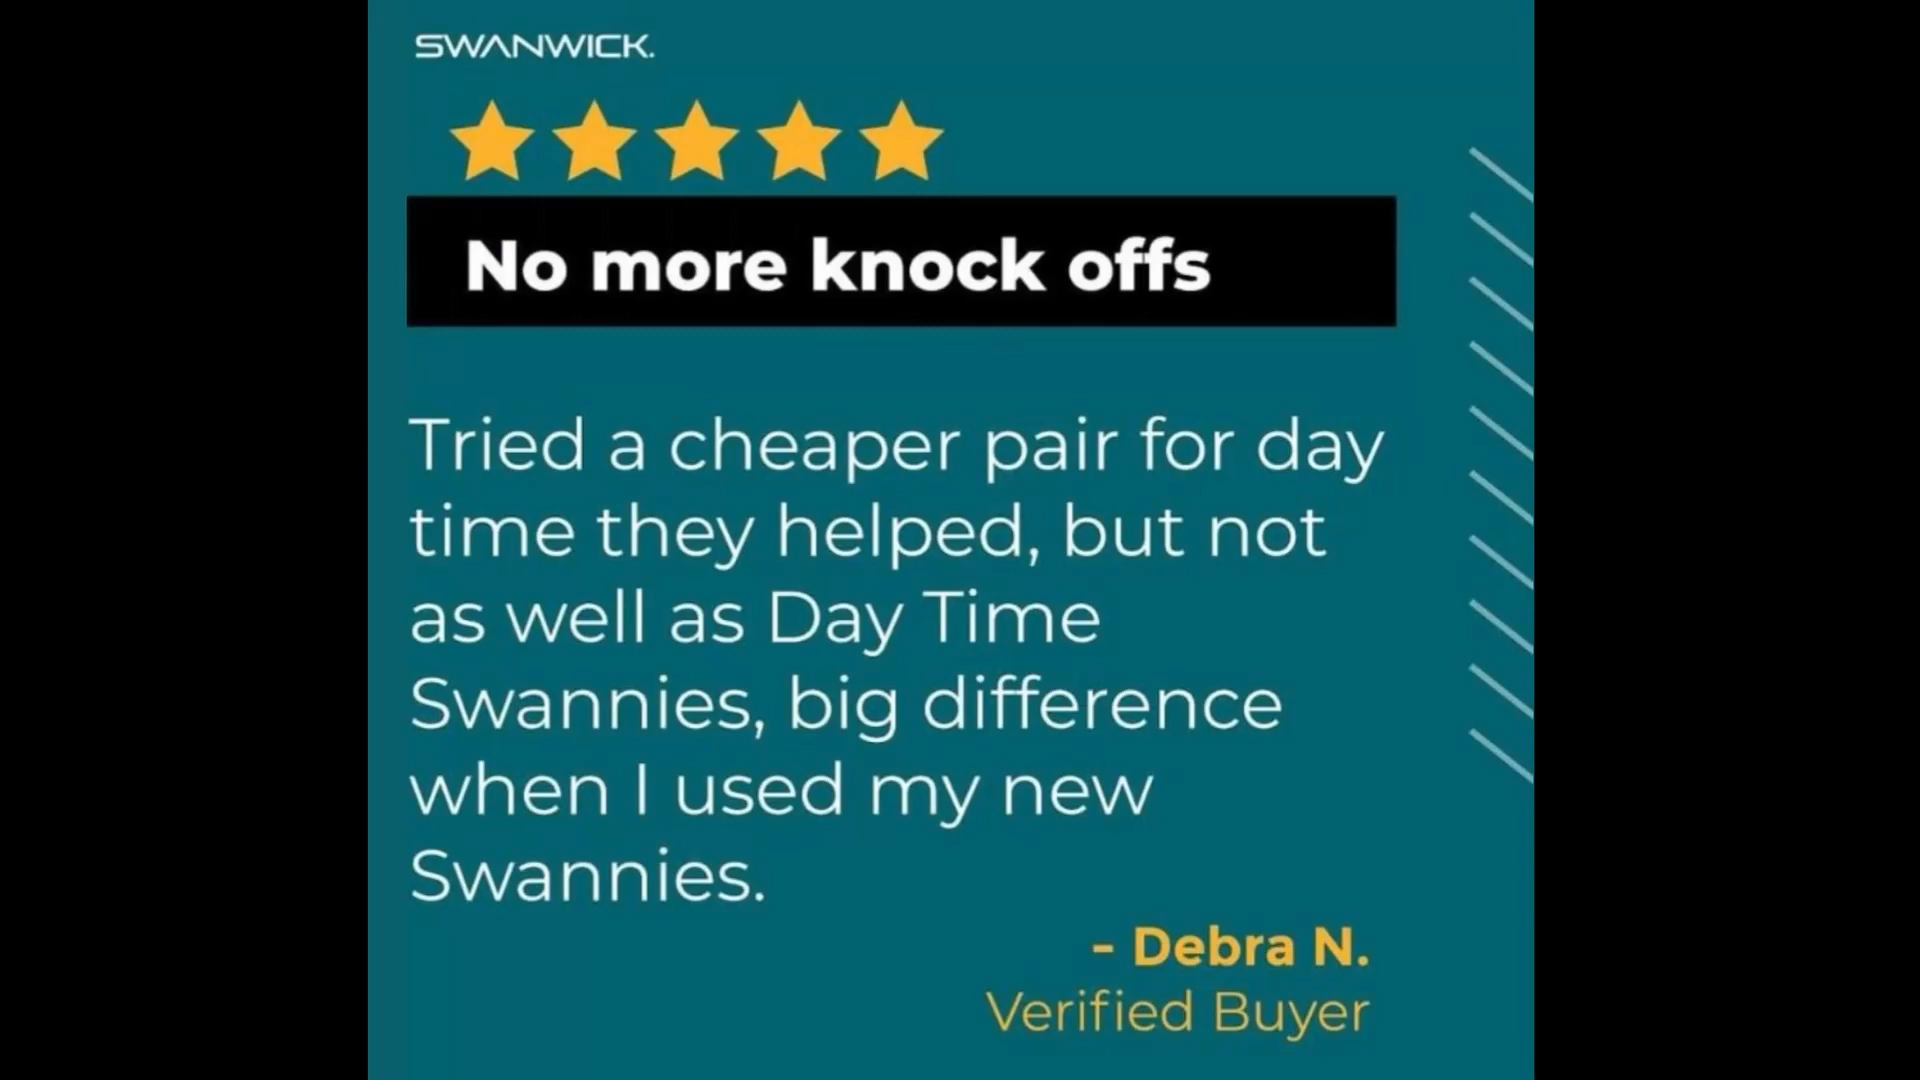 SWANWICK.
No more knock offs
Tried a cheaper pair for day
time they helped, but not
as well as Day Time
Swannies, big difference
when I used my new
Swannies.
- Debra N.
Verified Buyer